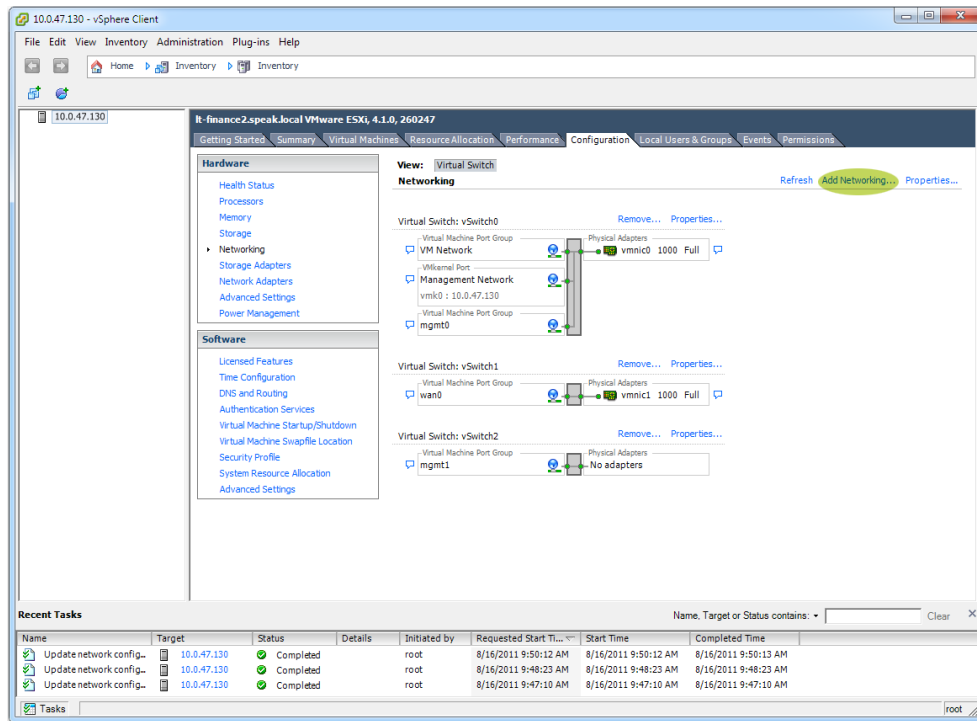 10.0.47.130 - vSphere Client
File Edit View Inventory Administration Plug-ins Help
Home Inventory Inventory
10.0.47.130
lt-finance2.speak.local VMware ESXi, 4.1.0, 260247
Getting Started Summary Virtual Machines Resource Allocation Performance Configuration Local Users & Groups Events Permissions
Hardware
Health Status
Processors
Memory
Storage
Networking
Storage Adapters
Network Adapters
Advanced Settings
Power Management
Software
Licensed Features
Time Configuration
DNS and Routing
Authentication Services
Virtual Machine Startup/Shutdown
Virtual Machine Swapfile Location
Security Profile
System Resource Allocation
Advanced Settings
View: Virtual Switch
Networking Refresh Add Networking... Properties...
Virtual Switch: vSwitch0 Remove... Properties...
Virtual Machine Port Group Physical Adapters
VM Network vmnic0 1000 Full
VMkernel Port
Management Network
vmk0 : 10.0.47.130
Virtual Machine Port Group
mgmt0
Virtual Switch: vSwitch1 Remove... Properties...
Virtual Machine Port Group Physical Adapters
wan0 vmnic1 1000 Full
Virtual Switch: vSwitch2 Remove... Properties...
Virtual Machine Port Group Physical Adapters
mgmt1 No adapters
Recent Tasks Name, Target or Status contains: Clear
Name Target Status Details Initiated by Requested Start Ti... Start Time Completed Time
Update network config... 10.0.47.130 Completed root 8/16/2011 9:50:12 AM 8/16/2011 9:50:12 AM 8/16/2011 9:50:13 AM
Update network config... 10.0.47.130 Completed root 8/16/2011 9:48:23 AM 8/16/2011 9:48:23 AM 8/16/2011 9:48:23 AM
Update network config... 10.0.47.130 Completed root 8/16/2011 9:47:10 AM 8/16/2011 9:47:10 AM 8/16/2011 9:47:10 AM
Tasks root